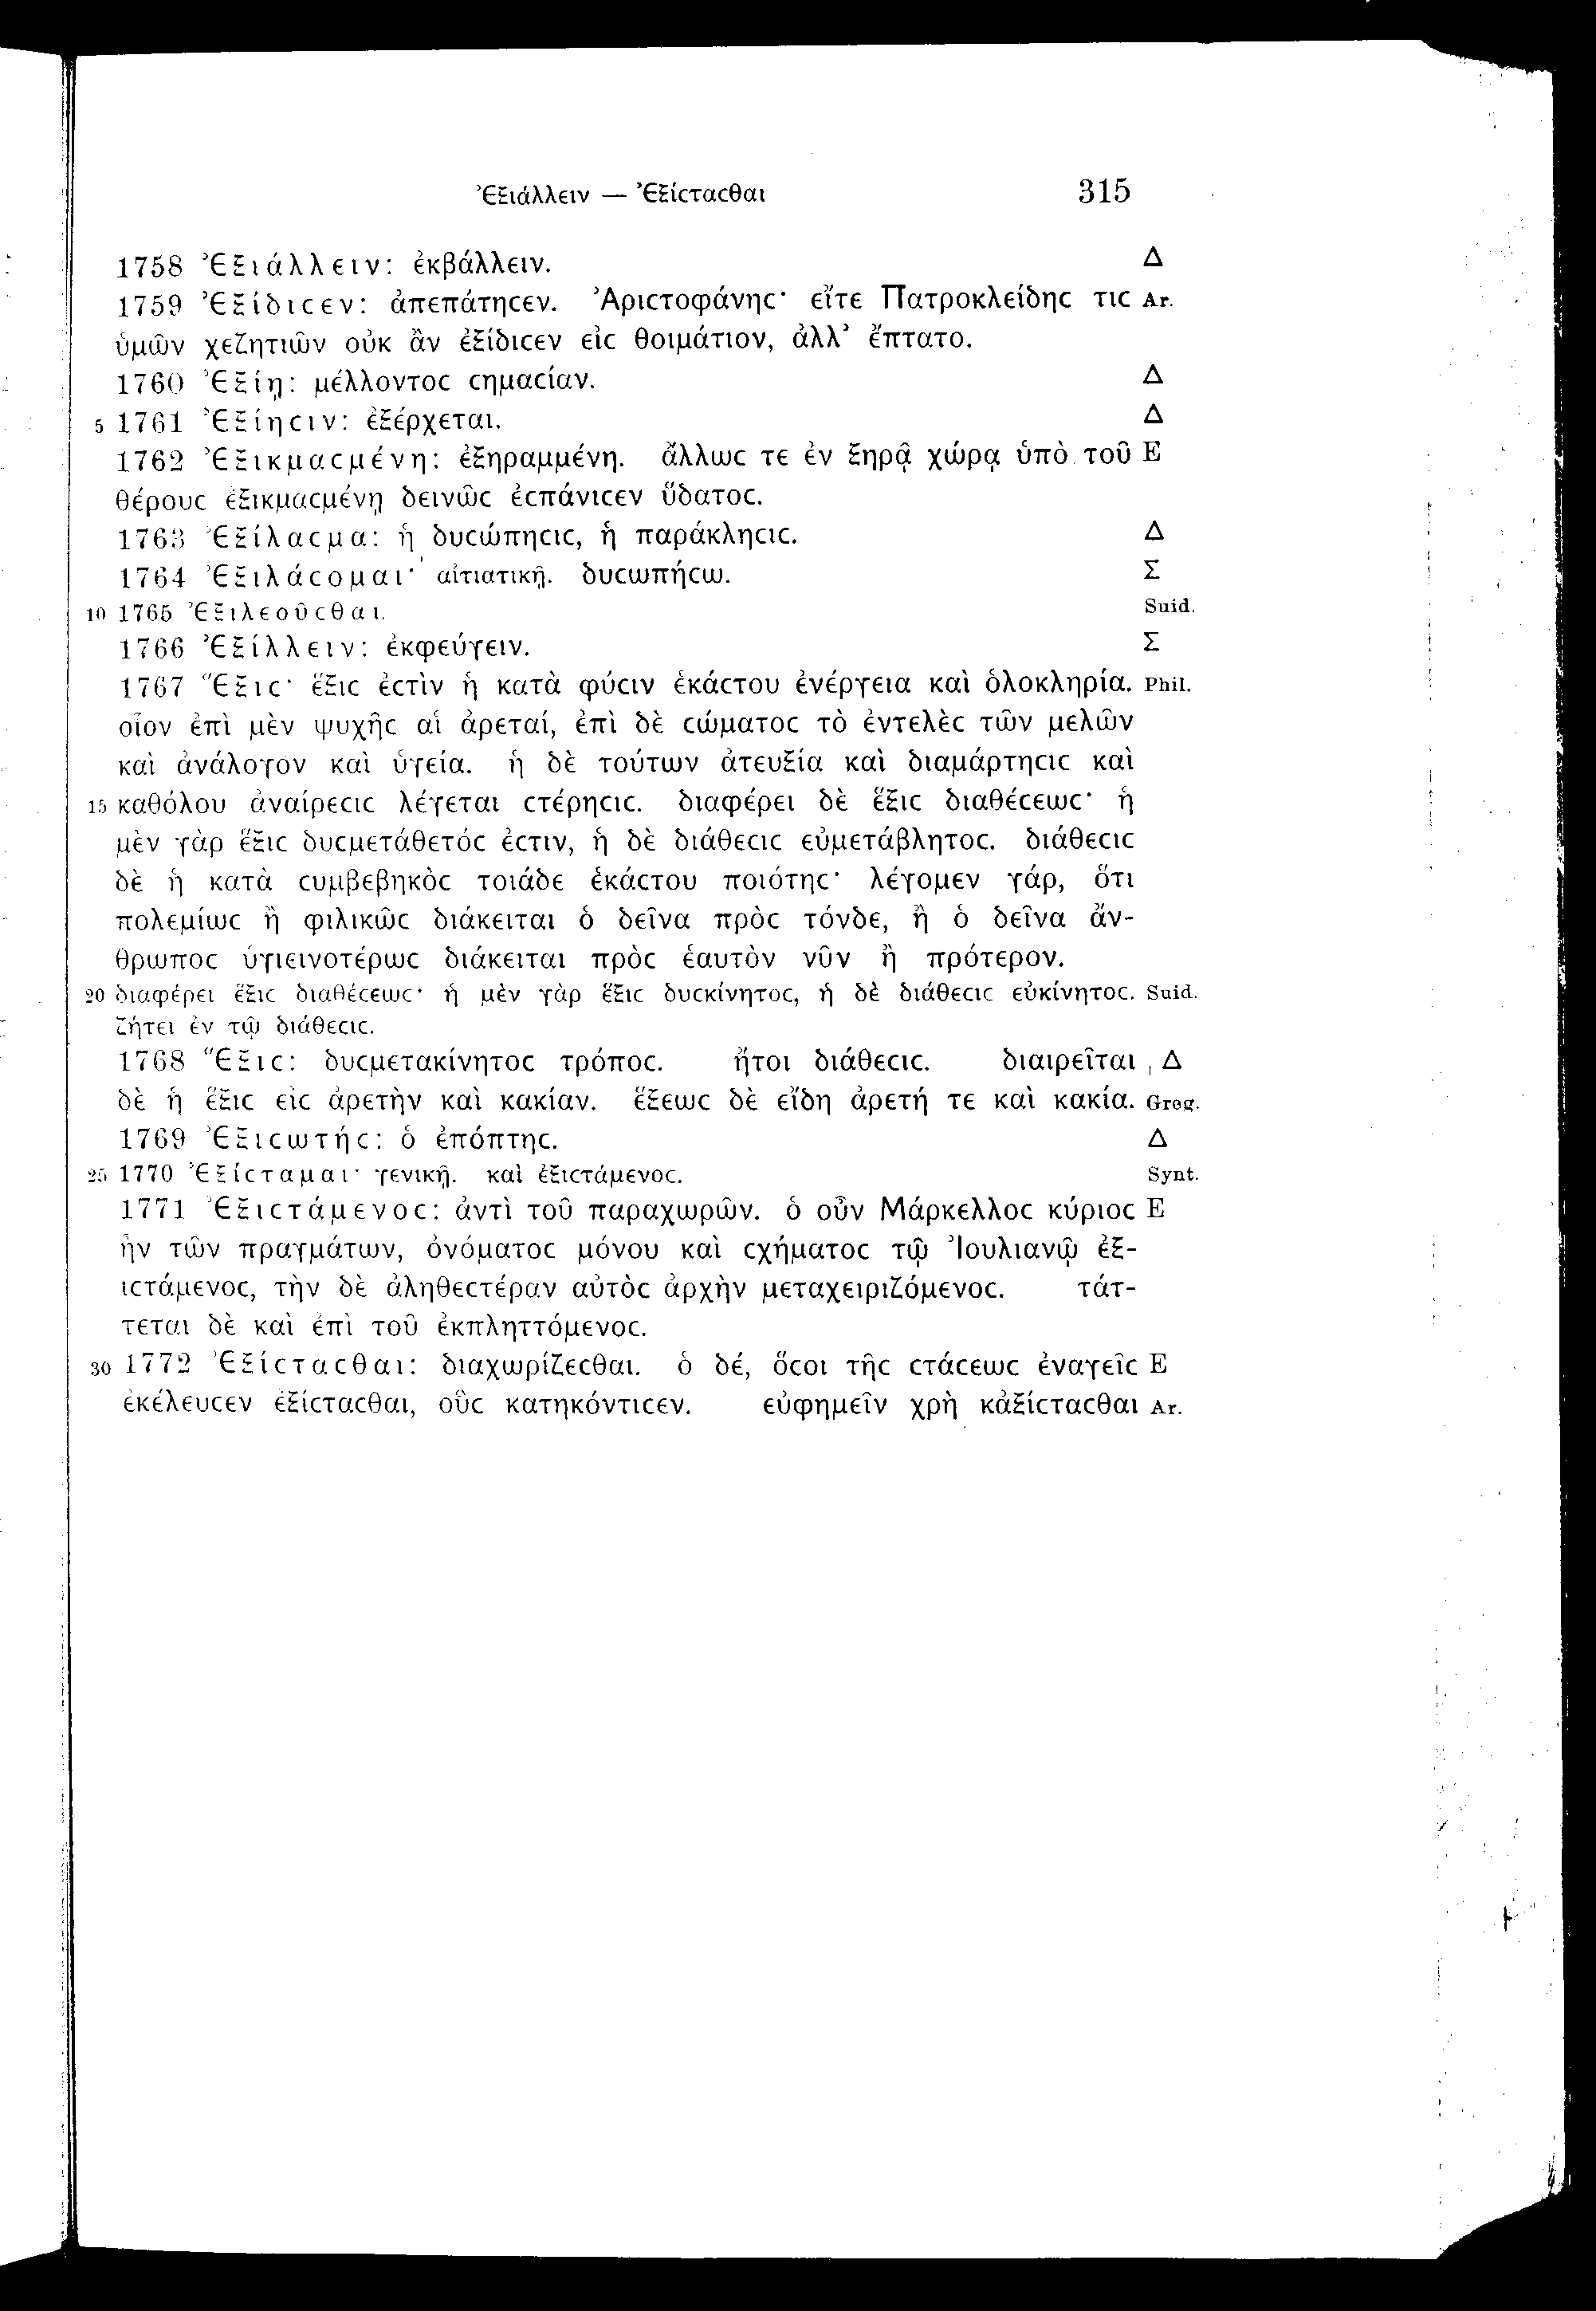 Ἐξιάλλειν — Ἐξίϲταϲθαι 315
1758 Ἐξιάλλειν: ἐκβάλλειν. Δ
1759 Ἐξίδιϲεν: ἀπεπάτηϲεν. Ἀριϲτοφάνηϲ· εἴτε Πατροκλείδηϲ τιϲ Ar.
ὑμῶν χεζητιῶν οὐκ ἂν ἐξίδιϲεν εἰϲ θοἰμάτιον, ἀλλ’ ἔπτατο.
1760 Ἐξίῃ: μέλλοντοϲ ϲημαϲίαν. Δ
5 1761 Ἐξίηϲιν: ἐξέρχεται. Δ
1762 Ἐξικμαϲμένη: ἐξηραμμένη. ἄλλωϲ τε ἐν ξηρᾷ χώρᾳ ὑπὸ τοῦ E
θέρουϲ ἐξικμαϲμένῃ δεινῶϲ ἐϲπάνιϲεν ὕδατοϲ.
1763 Ἐξίλαϲμα: ἡ δυϲώπηϲιϲ, ἡ παράκληϲιϲ. Δ
1764 Ἐξιλάϲομαι· αἰτιατικῇ. δυϲωπήϲω. Σ
10 1765 Ἐξιλεοῦϲθαι. Suid.
1766 Ἐξίλλειν: ἐκφεύγειν. Σ
1767 Ἕξιϲ· ἕξιϲ ἐϲτὶν ἡ κατὰ φύϲιν ἑκάϲτου ἐνέργεια καὶ ὁλοκληρία. Phil.
οἷον ἐπὶ μὲν ψυχῆϲ αἱ ἀρεταί, ἐπὶ δὲ ϲώματοϲ τὸ ἐντελὲϲ τῶν μελῶν
καὶ ἀνάλογον καὶ ὑγεία. ἡ δὲ τούτων ἀτευξία καὶ διαμάρτηϲιϲ καὶ
15 καθόλου ἀναίρεϲιϲ λέγεται ϲτέρηϲιϲ. διαφέρει δὲ ἕξιϲ διαθέϲεωϲ· ἡ
μὲν γὰρ ἕξιϲ δυϲμετάθετόϲ ἐϲτιν, ἡ δὲ διάθεϲιϲ εὐμετάβλητοϲ. διάθεϲιϲ
δὲ ἡ κατὰ ϲυμβεβηκὸϲ τοιάδε ἑκάϲτου ποιότηϲ· λέγομεν γάρ, ὅτι
πολεμίωϲ ἢ φιλικῶϲ διάκειται ὁ δεῖνα πρὸϲ τόνδε, ἢ ὁ δεῖνα ἄν-
θρωποϲ ὑγιεινοτέρωϲ διάκειται πρὸϲ ἑαυτὸν νῦν ἢ πρότερον.
20 διαφέρει ἕξιϲ διαθέϲεωϲ· ἡ μὲν γὰρ ἕξιϲ δυϲκίνητοϲ, ἡ δὲ διάθεϲιϲ εὐκίνητοϲ. Suid.
ζήτει ἐν τῷ διάθεϲιϲ.
1768 Ἕξιϲ: δυϲμετακίνητοϲ τρόποϲ. ἤτοι διάθεϲιϲ. διαιρεῖται Δ
δὲ ἡ ἕξιϲ εἰϲ ἀρετὴν καὶ κακίαν. ἕξεωϲ δὲ εἴδη ἀρετή τε καὶ κακία. Greg.
1769 Ἐξιϲωτήϲ: ὁ ἐπόπτηϲ. Δ
25 1770 Ἐξίϲταμαι· γενικῇ. καὶ ἐξιϲτάμενοϲ. Synt.
1771 Ἐξιϲτάμενοϲ: ἀντὶ τοῦ παραχωρῶν. ὁ οὖν Μάρκελλοϲ κύριοϲ E
ἦν τῶν πραγμάτων, ὀνόματοϲ μόνου καὶ ϲχήματοϲ τῷ Ἰουλιανῷ ἐξ-
ιϲτάμενοϲ, τὴν δὲ ἀληθεϲτέραν αὐτὸϲ ἀρχὴν μεταχειριζόμενοϲ. τάτ-
τεται δὲ καὶ ἐπὶ τοῦ ἐκπληττόμενοϲ.
30 1772 Ἐξίϲταϲθαι: διαχωρίζεϲθαι. ὁ δέ, ὅϲοι τῆϲ ϲτάϲεωϲ ἐναγεῖϲ E
ἐκέλευϲεν ἐξίϲταϲθαι, οὓϲ κατηκόντιϲεν. εὐφημεῖν χρὴ κἀξίϲταϲθαι Ar.